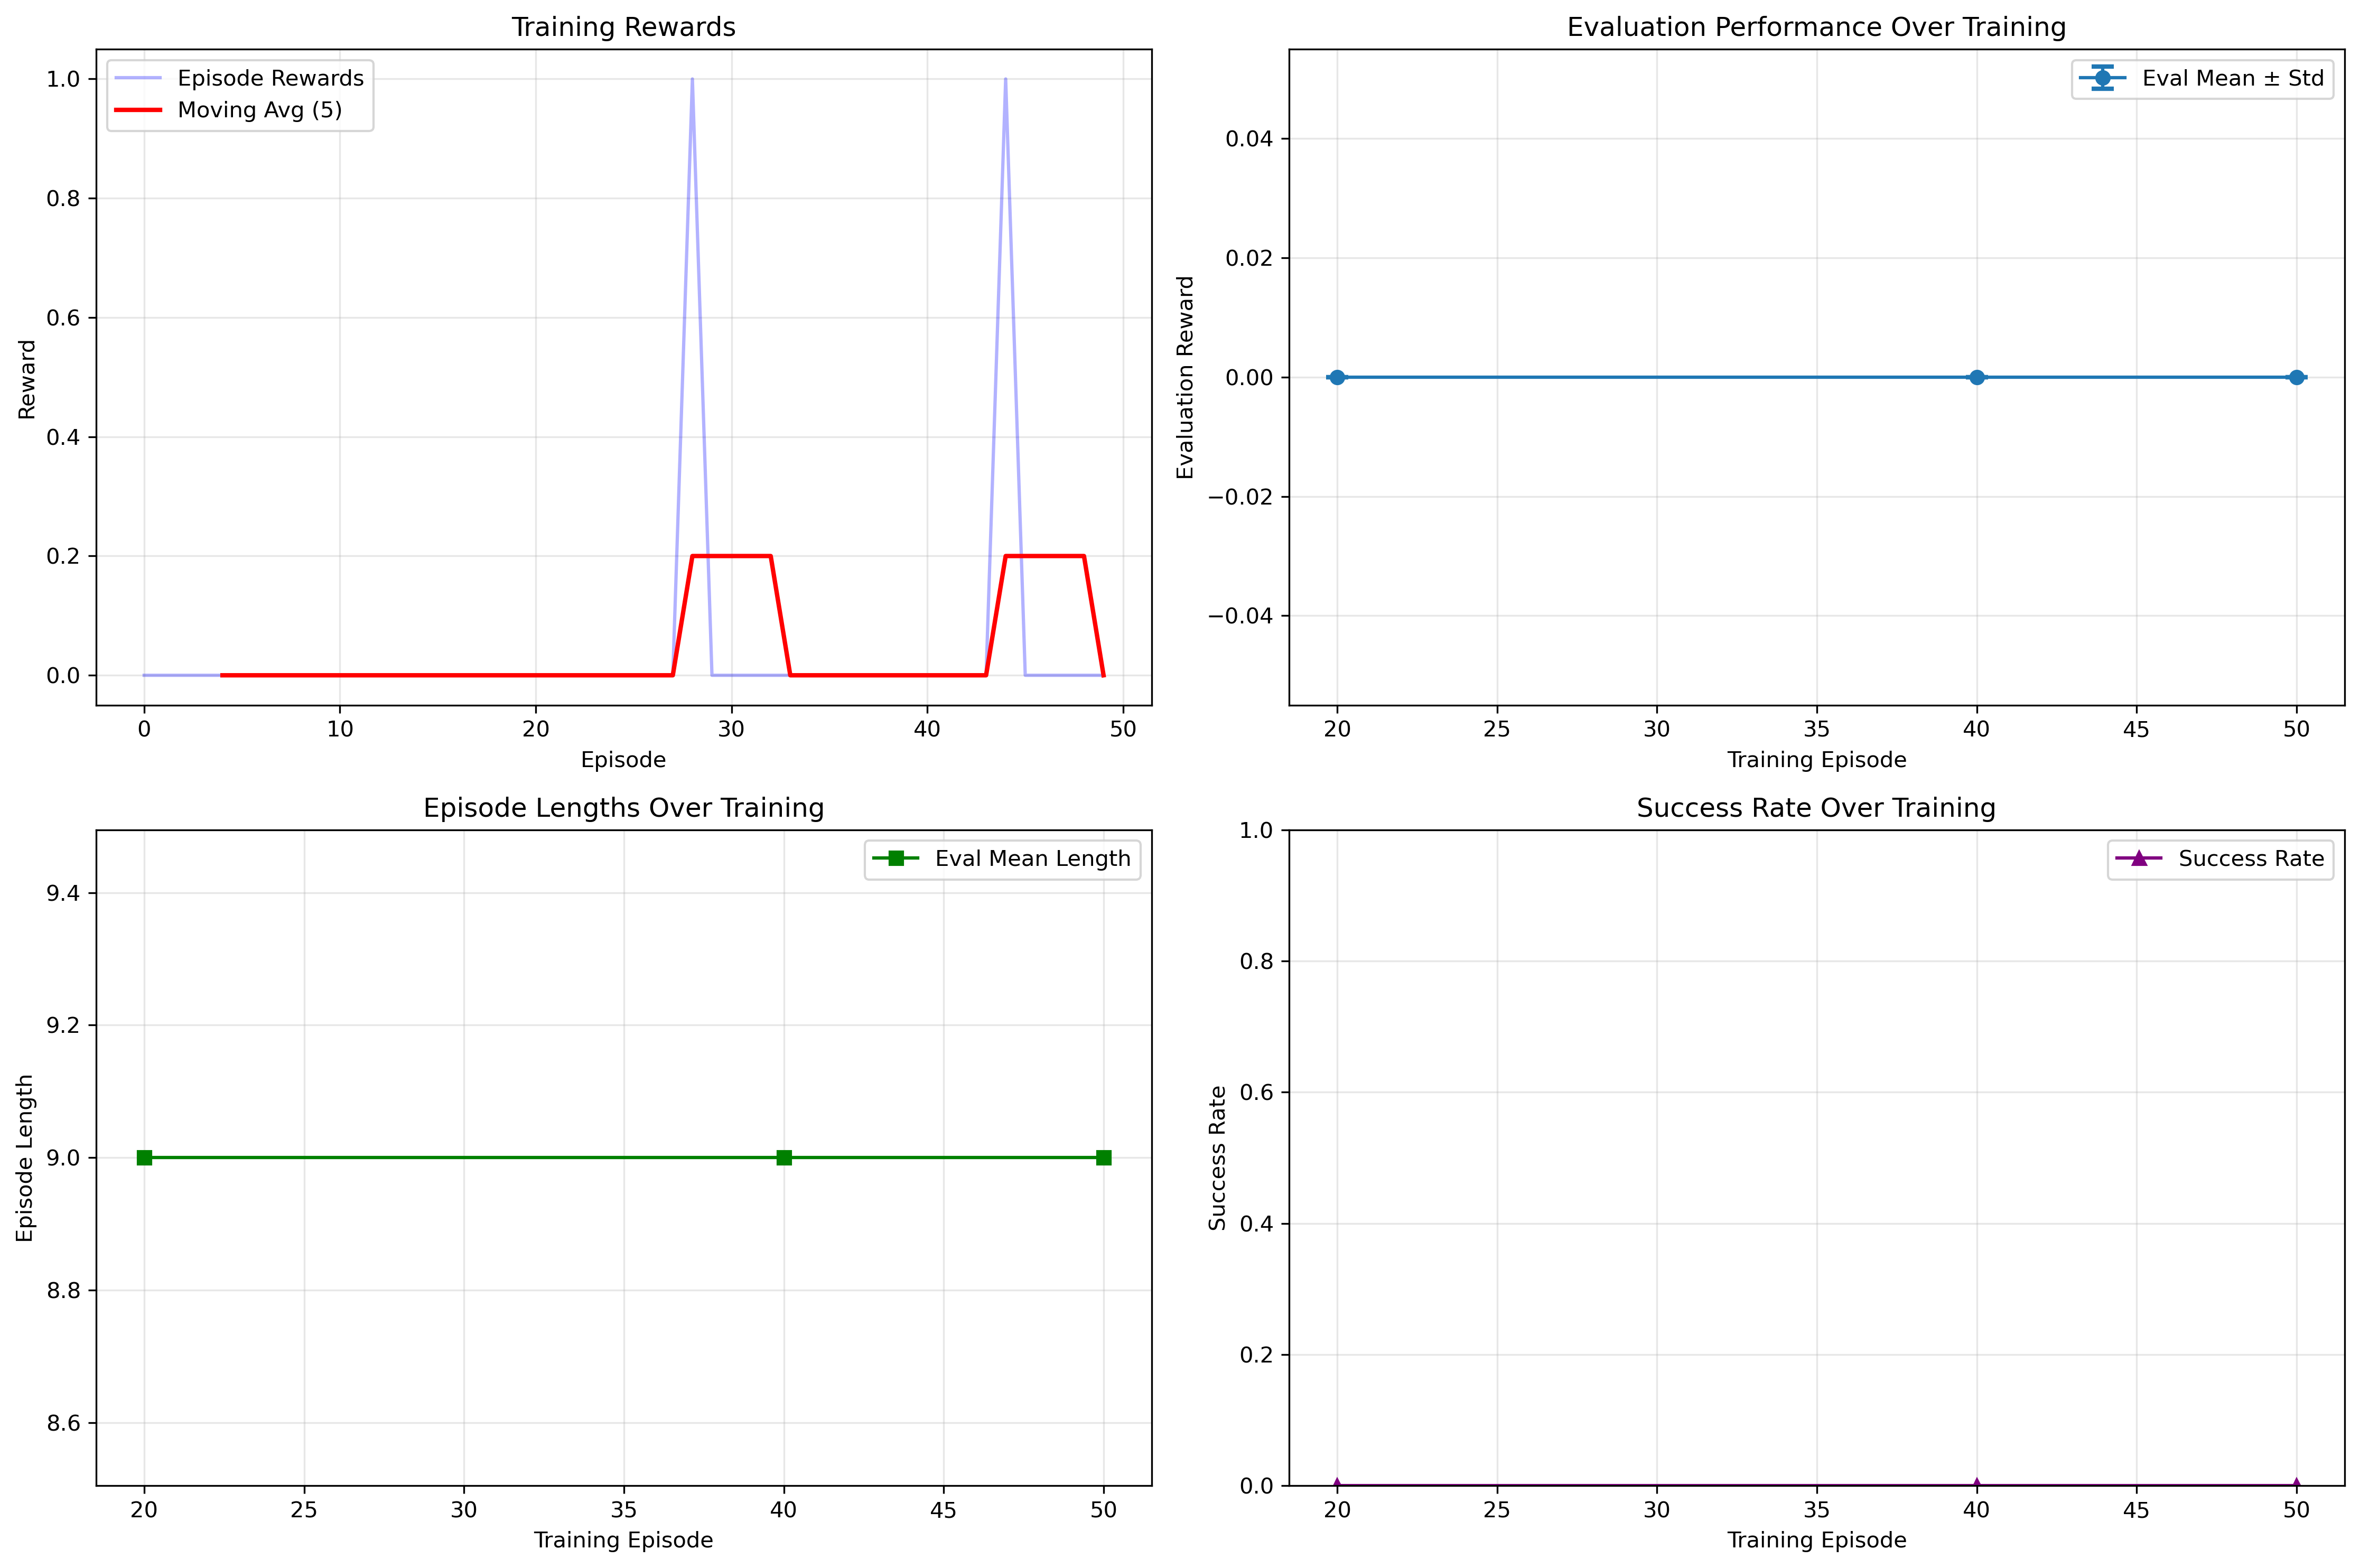 Training Rewards
Episode Rewards
Moving Avg (5)
1.0
0.8
0.6
0.4
0.2
0.0
Reward
0 10 20 30 40 50
Episode
Evaluation Performance Over Training
Eval Mean ± Std
0.04
0.02
0.00
−0.02
−0.04
Evaluation Reward
20 25 30 35 40 45 50
Training Episode
Episode Lengths Over Training
Eval Mean Length
9.4
9.2
9.0
8.8
8.6
Episode Length
20 25 30 35 40 45 50
Training Episode
Success Rate Over Training
Success Rate
1.0
0.8
0.6
0.4
0.2
0.0
Success Rate
20 25 30 35 40 45 50
Training Episode